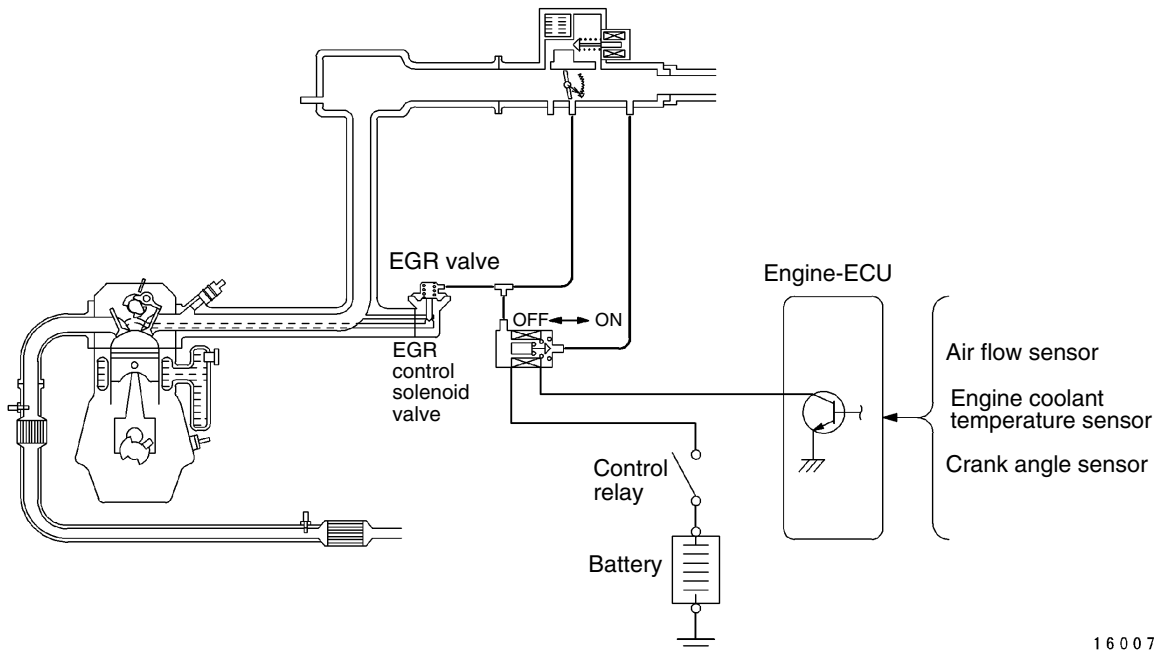 EGR valve
Engine-ECU
OFF ON
EGR
control
solenoid
valve
Air flow sensor
Engine coolant
temperature sensor
Crank angle sensor
Control
relay
Battery
16007